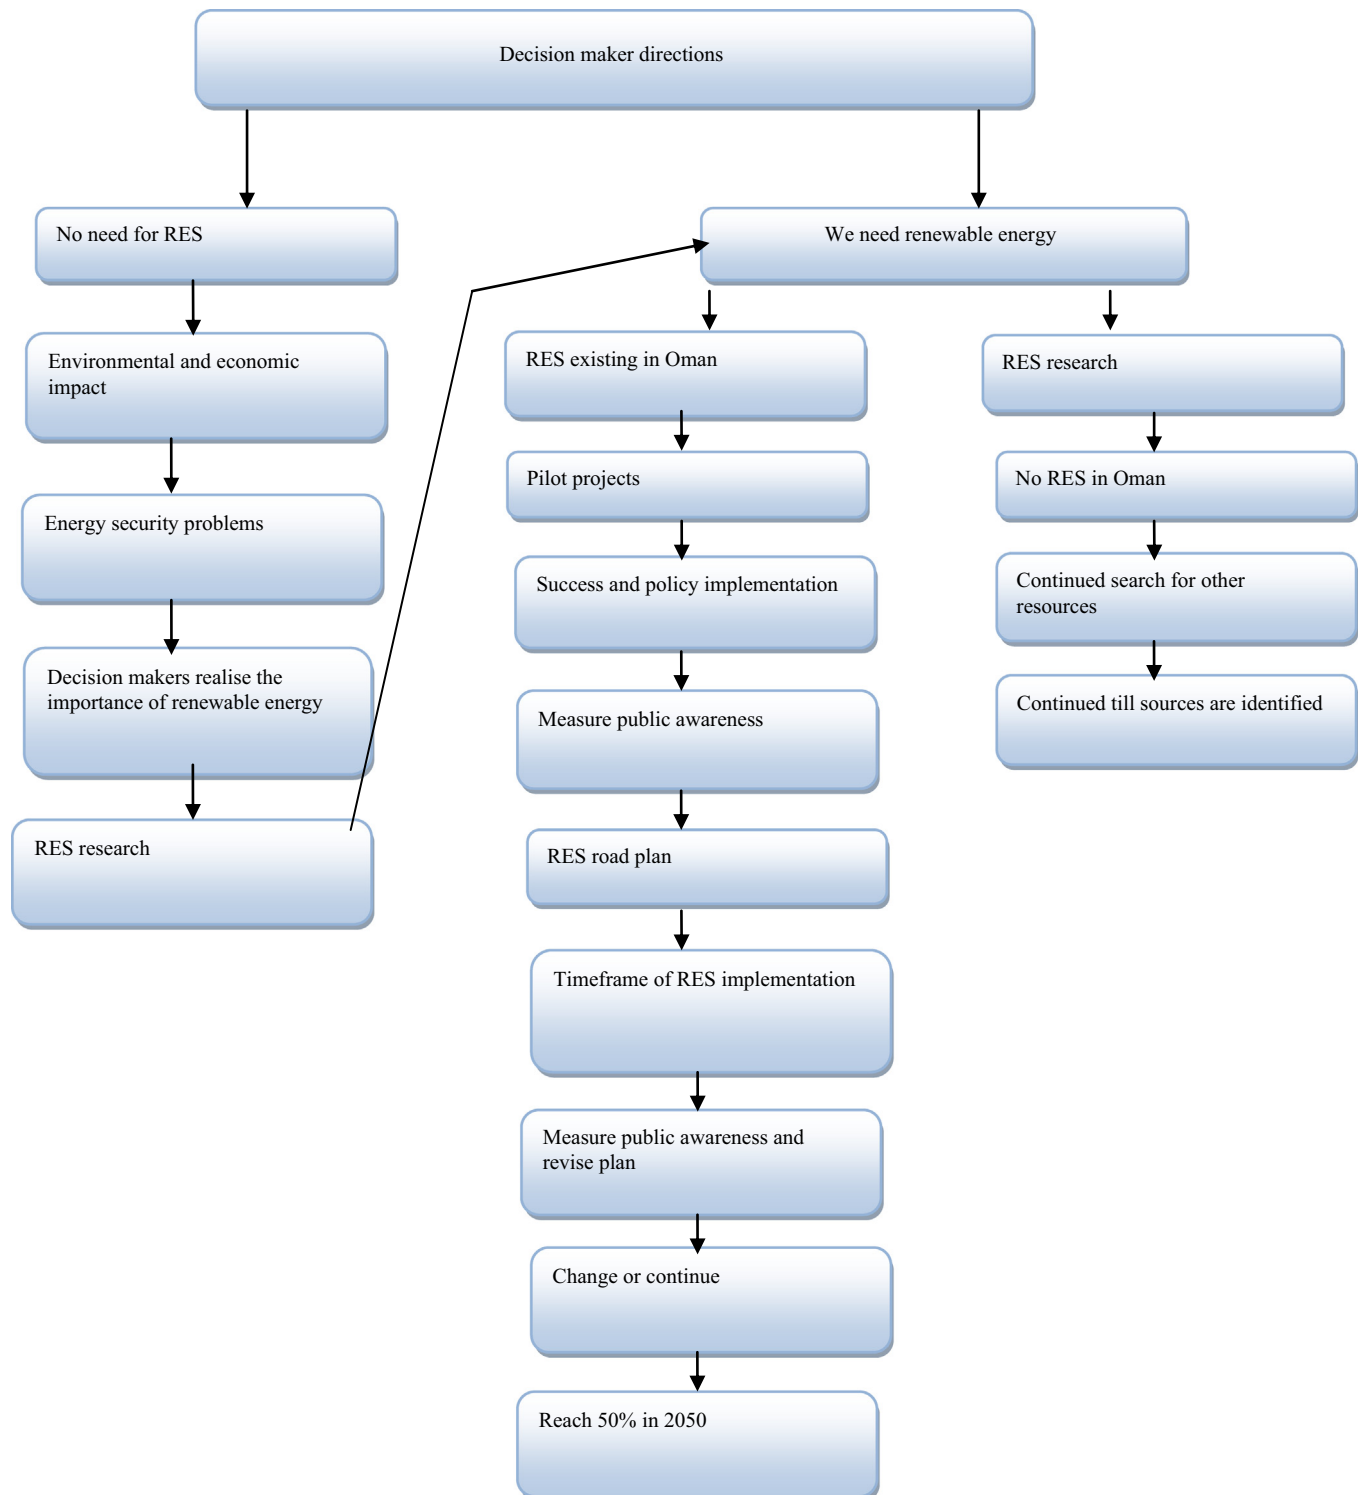 Decision maker directions
No need for RES
Environmental and economic
impact
Energy security problems
Decision makers realise the
importance of renewable energy
RES research
We need renewable energy
RES existing in Oman
Pilot projects
Success and policy implementation
Measure public awareness
RES road plan
Timeframe of RES implementation
Measure public awareness and
revise plan
Change or continue
Reach 50% in 2050
RES research
No RES in Oman
Continued search for other
resources
Continued till sources are identified